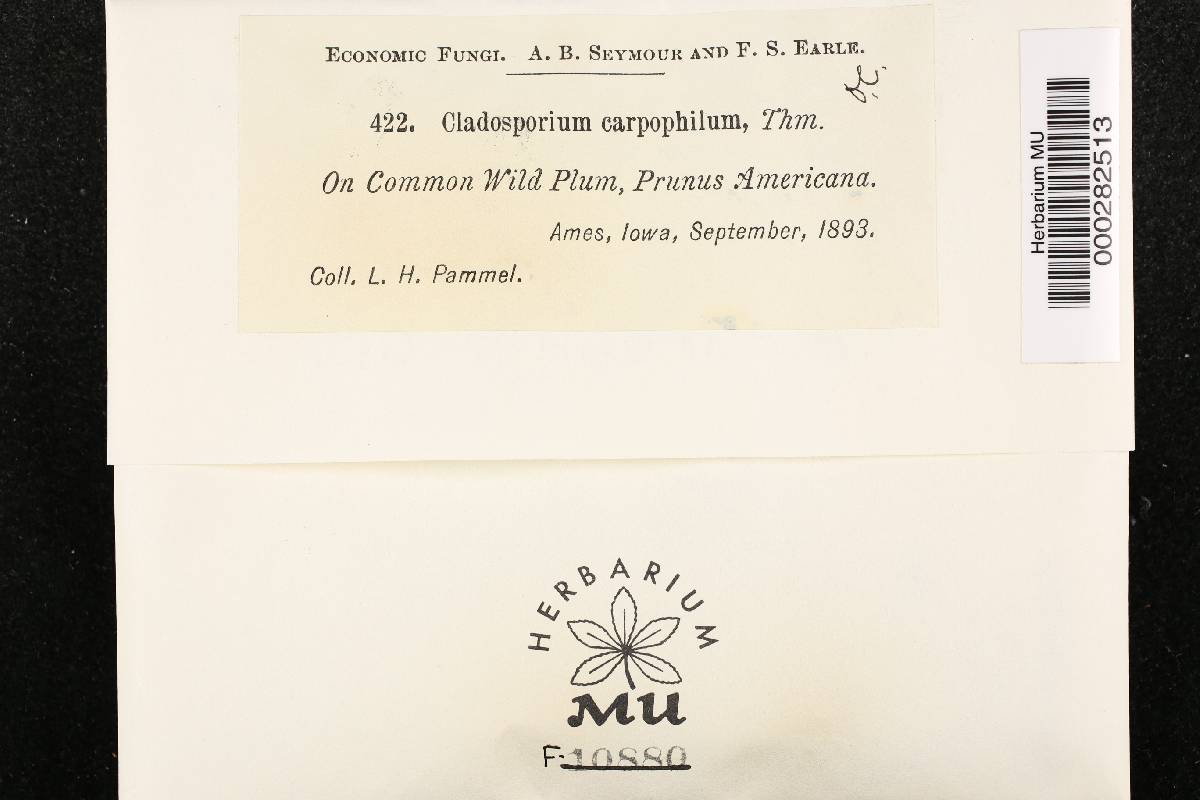 ECONOMIC FUNGI. A. B. SEYMOUR AND F. S. EARLE.
422. Cladosporium carpophilum, Thm.
On Common Wild Plum, Prunus Americana.
Ames, Iowa, September, 1893.
Coll. L. H. Pammel.
Herbarium MU
000282513
HERBARIUM
MU
F-10880